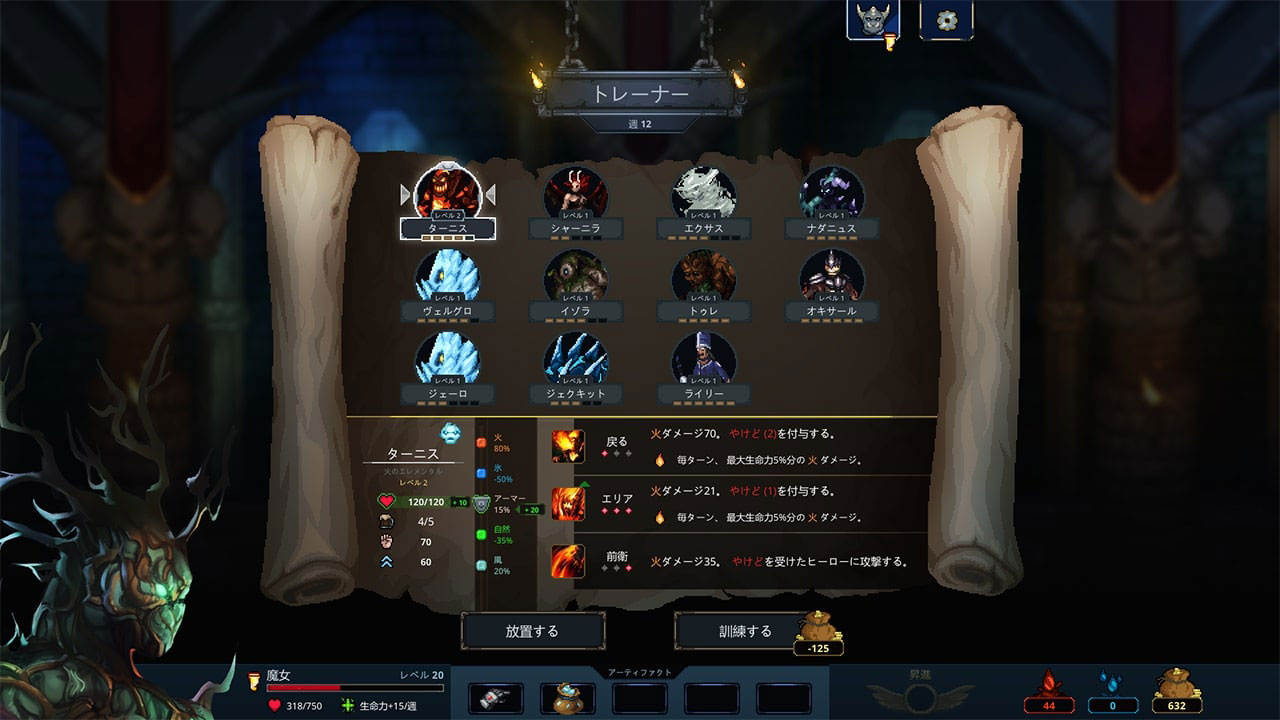 トレーナー
週 12
レベル 2
ターニス
レベル 1
シャーニラ
レベル 1
エクサス
レベル 1
ナダニュス
レベル 1
ヴェルグロ
レベル 1
イゾラ
レベル 1
トゥレ
レベル 1
オキサール
レベル 1
ジェーロ
レベル 1
ジェクキット
レベル 1
ライリー
ターニス
火のエレメンタル
レベル 2
120/120 +10
4/5
70
60
火
80%
氷
-50%
アーマー
15% +20
自然
-35%
風
20%
戻る
火ダメージ70。 やけど (2)を付与する。
毎ターン、 最大生命力5%分の 火 ダメージ。
エリア
火ダメージ21。 やけど (1)を付与する。
毎ターン、 最大生命力5%分の 火 ダメージ。
前衛
火ダメージ35。 やけどを受けたヒーローに攻撃する。
放置する
訓練する
-125
魔女
レベル 20
318/750
生命力+15/週
アーティファクト
昇進
44
0
632